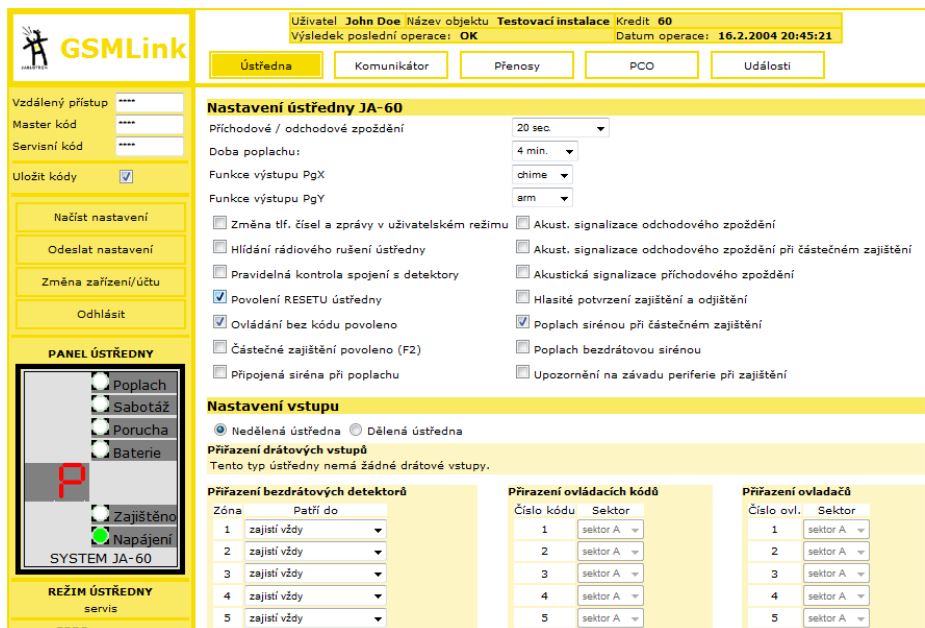 Uživatel John Doe Název objektu Testovací instalace Kredit 60
Výsledek poslední operace: OK Datum operace: 16.2.2004 20:45:21
JABLOTRON
GSMLink
Ústředna Komunikátor Přenosy PCO Události
Vzdálený přístup ****
Master kód ****
Servisní kód ****
Uložit kódy
Načíst nastavení
Odeslat nastavení
Změna zařízení/účtu
Odhlásit
PANEL ÚSTŘEDNY
Poplach
Sabotáž
Porucha
Baterie
P
Zajištěno
Napájení
SYSTEM JA-60
REŽIM ÚSTŘEDNY
servis
Nastavení ústředny JA-60
Příchodové / odchodové zpoždění 20 sec.
Doba poplachu: 4 min.
Funkce výstupu PgX chime
Funkce výstupu PgY arm
Změna tlf. čísel a zprávy v uživatelském režimu Akust. signalizace odchodového zpoždění
Hlídání rádiového rušení ústředny Akust. signalizace odchodového zpoždění při částečném zajištění
Pravidelná kontrola spojení s detektory Akustická signalizace příchodového zpoždění
Povolení RESETU ústředny Hlasité potvrzení zajištění a odjištění
Ovládání bez kódu povoleno Poplach sirénou při částečném zajištění
Částečné zajištění povoleno (F2) Poplach bezdrátovou sirénou
Připojená siréna při poplachu Upozornění na závadu periferie při zajištění
Nastavení vstupu
Nedělená ústředna Dělená ústředna
Přiřazení drátových vstupů
Tento typ ústředny nemá žádné drátové vstupy.
Přiřazení bezdrátových detektorů Přirazení ovládacích kódů Přiřazení ovladačů
Zóna Patří do Číslo kódu Sektor Číslo ovl. Sektor
1 zajistí vždy 1 sektor A 1 sektor A
2 zajistí vždy 2 sektor A 2 sektor A
3 zajistí vždy 3 sektor A 3 sektor A
4 zajistí vždy 4 sektor A 4 sektor A
5 zajistí vždy 5 sektor A 5 sektor A